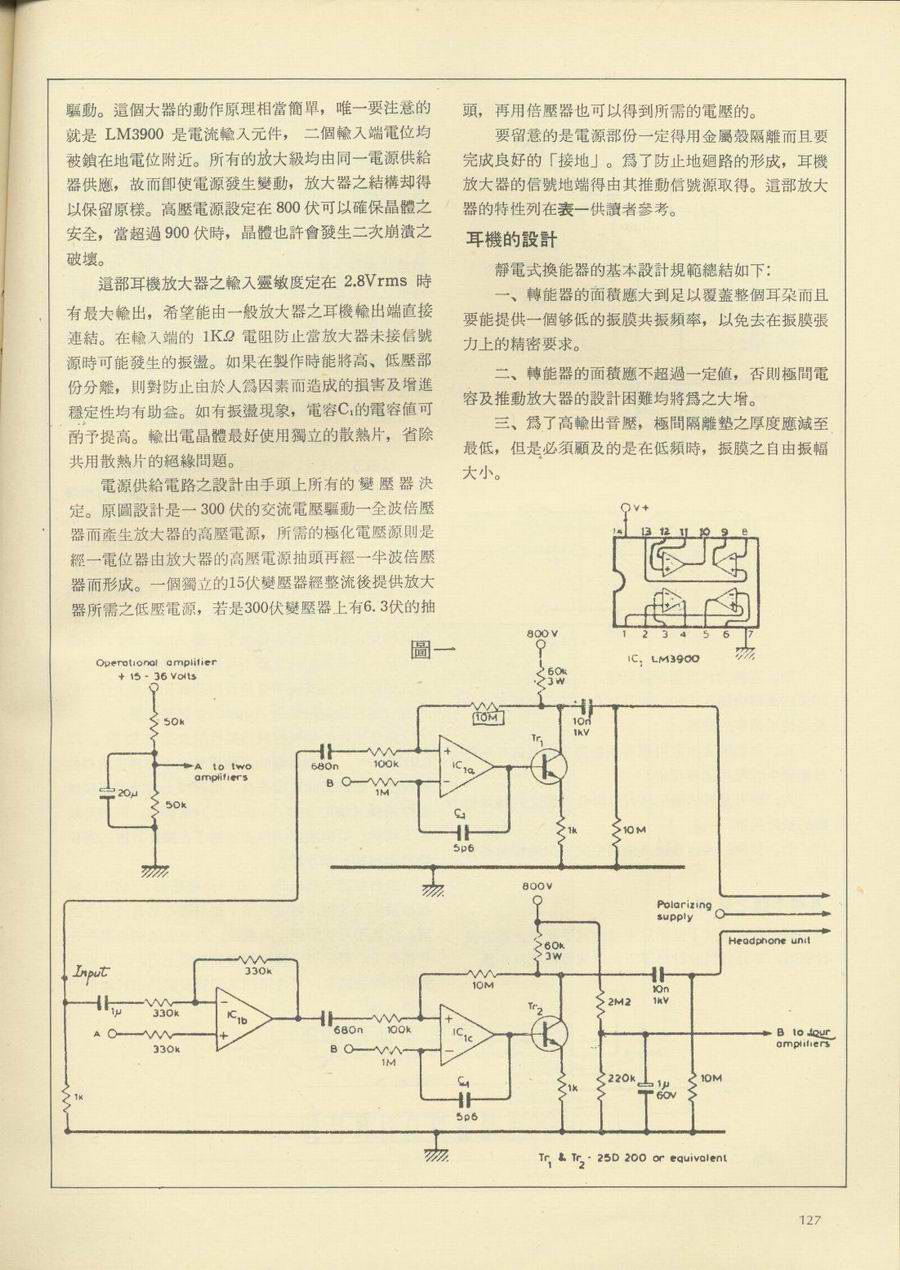 驅動。這個大器的動作原理相當簡單，唯一要注意的
就是 LM3900 是電流輸入元件， 二個輸入端電位均
被鎖在地電位附近。所有的放大級均由同一電源供給
器供應，故而即使電源發生變動，放大器之結構却得
以保留原樣。高壓電源設定在 800 伏可以確保晶體之
安全，當超過 900 伏時，晶體也許會發生二次崩潰之
破壞。
這部耳機放大器之輸入靈敏度定在 2.8Vrms 時
有最大輸出，希望能由一般放大器之耳機輸出端直接
連結。在輸入端的 1KΩ 電阻防止當放大器未接信號
源時可能發生的振盪。如果在製作時能將高、低壓部
份分離，則對防止由於人爲因素而造成的損害及增進
穩定性均有助益。如有振盪現象，電容C₁的電容值可
酌予提高。輸出電晶體最好使用獨立的散熱片，省除
共用散熱片的絕緣問題。
電源供給電路之設計由手頭上所有的變壓器決
定。原圖設計是一 300 伏的交流電壓驅動一全波倍壓
器而產生放大器的高壓電源，所需的極化電壓源則是
經一電位器由放大器的高壓電源抽頭再經一半波倍壓
器而形成。一個獨立的15伏變壓器經整流後提供放大
器所需之低壓電源，若是300伏變壓器上有6.3伏的抽
頭，再用倍壓器也可以得到所需的電壓的。
要留意的是電源部份一定得用金屬殼隔離而且要
完成良好的「接地」。爲了防止地廻路的形成，耳機
放大器的信號地端得由其推動信號源取得。這部放大
器的特性列在表一供讀者參考。
耳機的設計
靜電式換能器的基本設計規範總結如下：
一、轉能器的面積應大到足以覆蓋整個耳朶而且
要能提供一個够低的振膜共振頻率，以免去在振膜張
力上的精密要求。
二、轉能器的面積應不超過一定值，否則極間電
容及推動放大器的設計困難均將爲之大增。
三、爲了高輸出音壓，極間隔離墊之厚度應減至
最低，但是必須顧及的是在低頻時，振膜之自由振幅
大小。
V+
14 13 12 11 10 9 8
1 2 3 4 5 6 7
IC₁ LM3900
圖一
Operational amplifier
+ 15 - 36 Volts
50k
A to two
amplifiers
20μ
50k
800V
60k
3W
10M
10n
1kV
Tr₁
680n
100k
+
IC₁ₐ
−
B
1M
C₁
5p6
1k
10M
800V
Polarizing
supply
Headphone unit
60k
3W
330k
10M
10n
1kV
Input
1μ
330k
−
IC₁b
+
A
330k
680n
100k
+
IC₁c
−
Tr₂
2M2
B
1M
B to four
amplifiers
C₁
5p6
1k
1k
220k
1μ
60V
10M
Tr₁ & Tr₂ - 2SD 200 or equivalent
127